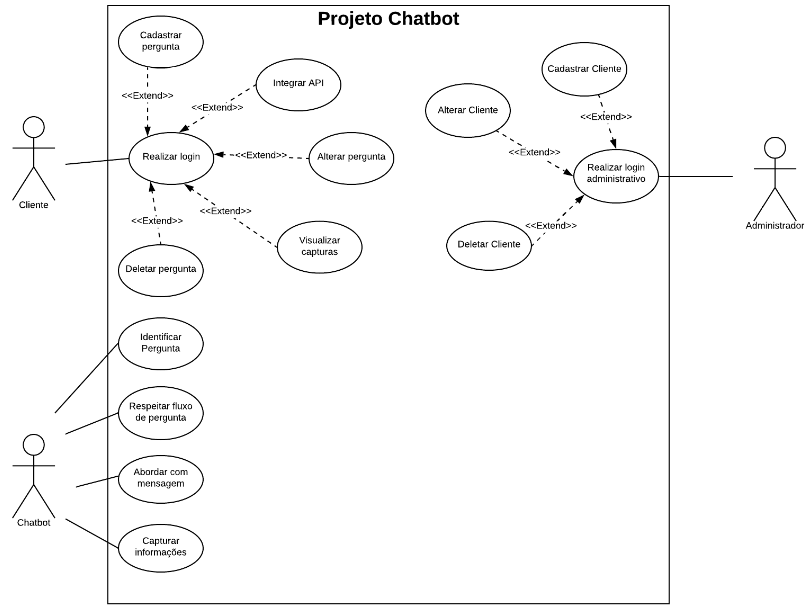 Projeto Chatbot
Cadastrar
pergunta
<<Extend>>
Integrar API
<<Extend>>
Realizar login
<<Extend>>
Alterar pergunta
<<Extend>>
<<Extend>>
Visualizar
capturas
Deletar pergunta
Cliente
Cadastrar Cliente
<<Extend>>
Alterar Cliente
<<Extend>>
Realizar login
administrativo
<<Extend>>
Deletar Cliente
Administrador
Identificar
Pergunta
Respeitar fluxo
de pergunta
Abordar com
mensagem
Capturar
informações
Chatbot